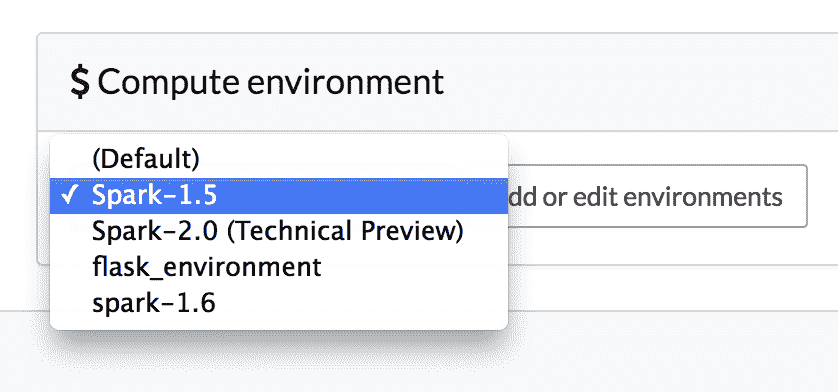 $ Compute environment
(Default)
✓ Spark-1.5
dd or edit environments
Spark-2.0 (Technical Preview)
flask_environment
spark-1.6